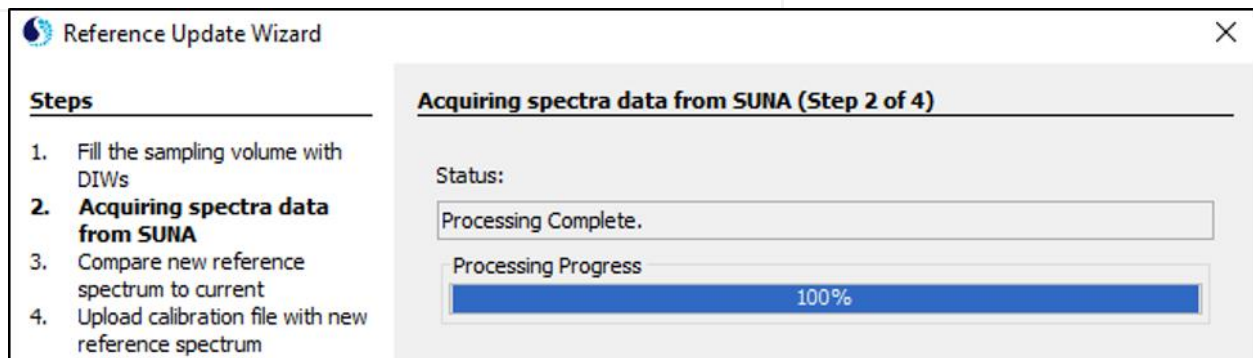 Reference Update Wizard
Steps
1. Fill the sampling volume with
DIWs
2. Acquiring spectra data
from SUNA
3. Compare new reference
spectrum to current
4. Upload calibration file with new
reference spectrum
Acquiring spectra data from SUNA (Step 2 of 4)
Status:
Processing Complete.
Processing Progress
100%